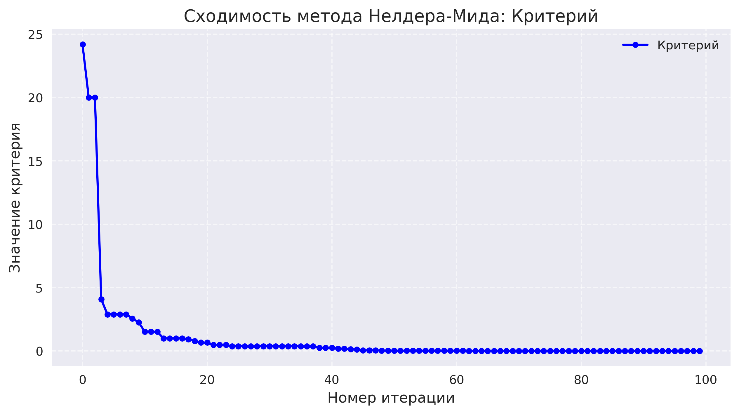 Сходимость метода Нелдера-Мида: Критерий
Критерий
Значение критерия
25
20
15
10
5
0
0 20 40 60 80 100
Номер итерации